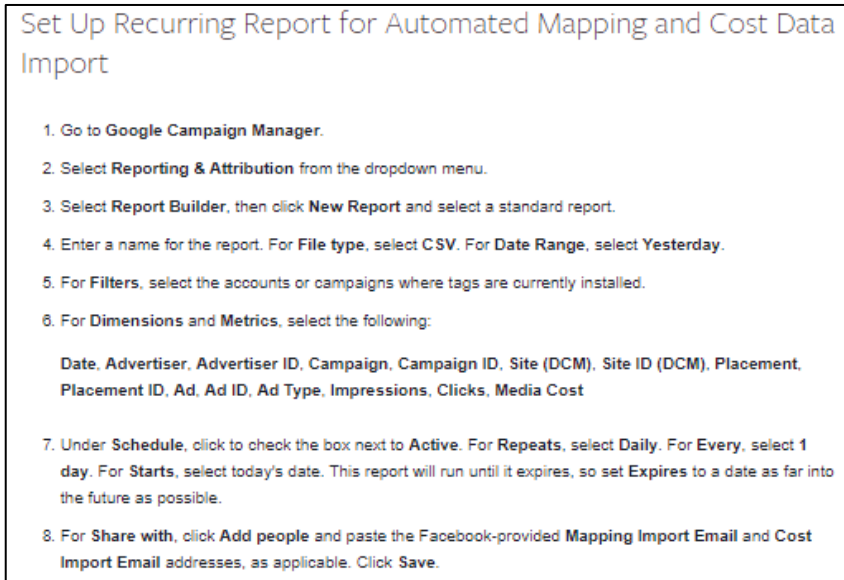 Set Up Recurring Report for Automated Mapping and Cost Data
Import
1. Go to Google Campaign Manager.
2. Select Reporting & Attribution from the dropdown menu.
3. Select Report Builder, then click New Report and select a standard report.
4. Enter a name for the report. For File type, select CSV. For Date Range, select Yesterday.
5. For Filters, select the accounts or campaigns where tags are currently installed.
6. For Dimensions and Metrics, select the following:
Date, Advertiser, Advertiser ID, Campaign, Campaign ID, Site (DCM), Site ID (DCM), Placement,
Placement ID, Ad, Ad ID, Ad Type, Impressions, Clicks, Media Cost
7. Under Schedule, click to check the box next to Active. For Repeats, select Daily. For Every, select 1
day. For Starts, select today's date. This report will run until it expires, so set Expires to a date as far into
the future as possible.
8. For Share with, click Add people and paste the Facebook-provided Mapping Import Email and Cost
Import Email addresses, as applicable. Click Save.